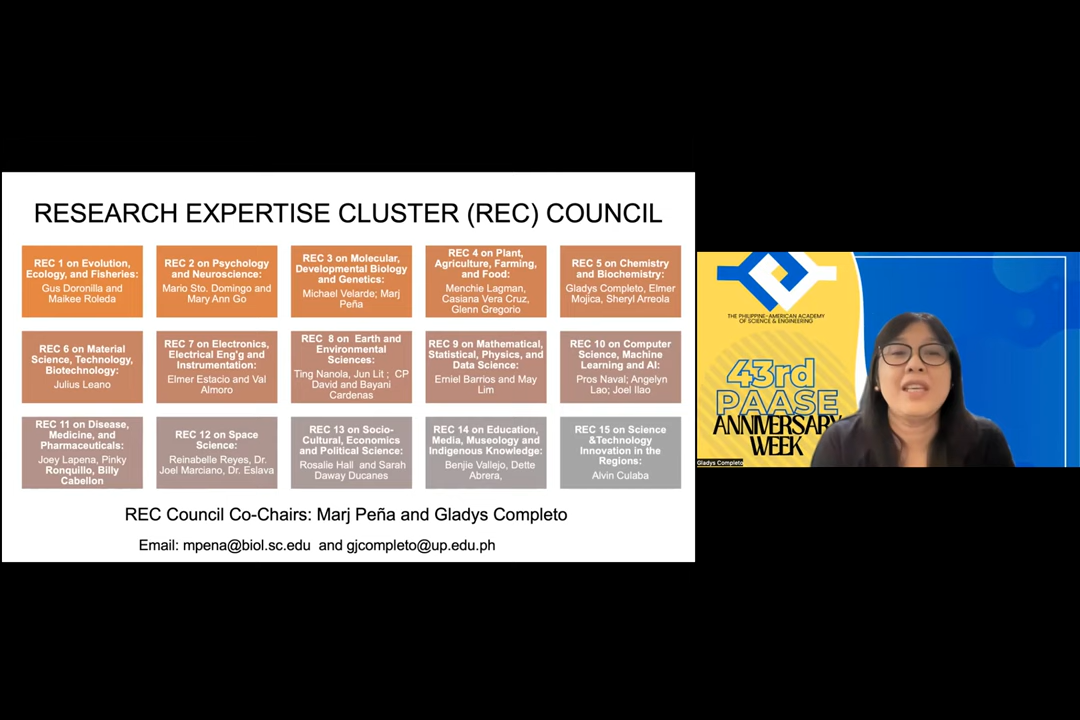 RESEARCH EXPERTISE CLUSTER (REC) COUNCIL
REC 1 on Evolution,
Ecology, and Fisheries:
Gus Doronilla and
Maikee Roleda
REC 2 on Psychology
and Neuroscience:
Mario Sto. Domingo and
Mary Ann Go
REC 3 on Molecular,
Developmental Biology
and Genetics:
Michael Velarde; Marj
Peña
REC 4 on Plant,
Agriculture, Farming,
and Food:
Menchie Lagman,
Casiana Vera Cruz,
Glenn Gregorio
REC 5 on Chemistry
and Biochemistry:
Gladys Completo, Elmer
Mojica, Sheryl Arreola
REC 6 on Material
Science, Technology,
Biotechnology:
Julius Leano
REC 7 on Electronics,
Electrical Eng'g and
Instrumentation:
Elmer Estacio and Val
Almoro
REC 8 on Earth and
Environmental
Sciences:
Ting Nanola, Jun Lit ; CP
David and Bayani
Cardenas
REC 9 on Mathematical,
Statistical, Physics, and
Data Science:
Erniel Barrios and May
Lim
REC 10 on Computer
Science, Machine
Learning and AI:
Pros Naval; Angelyn
Lao; Joel Ilao
REC 11 on Disease,
Medicine, and
Pharmaceuticals:
Joey Lapena, Pinky
Ronquillo, Billy
Cabellon
REC 12 on Space
Science:
Reinabelle Reyes, Dr.
Joel Marciano, Dr. Eslava
REC 13 on Socio-
Cultural, Economics
and Political Science:
Rosalie Hall and Sarah
Daway Ducanes
REC 14 on Education,
Media, Museology and
Indigenous Knowledge:
Benjie Vallejo, Dette
Abrera,
REC 15 on Science
&Technology
Innovation in the
Regions:
Alvin Culaba
REC Council Co-Chairs: Marj Peña and Gladys Completo
Email: mpena@biol.sc.edu and gjcompleto@up.edu.ph
THE PHILIPPINE-AMERICAN ACADEMY
OF SCIENCE & ENGINEERING
43rd
PAASE
ANNIVERSARY
WEEK
Gladys Completo